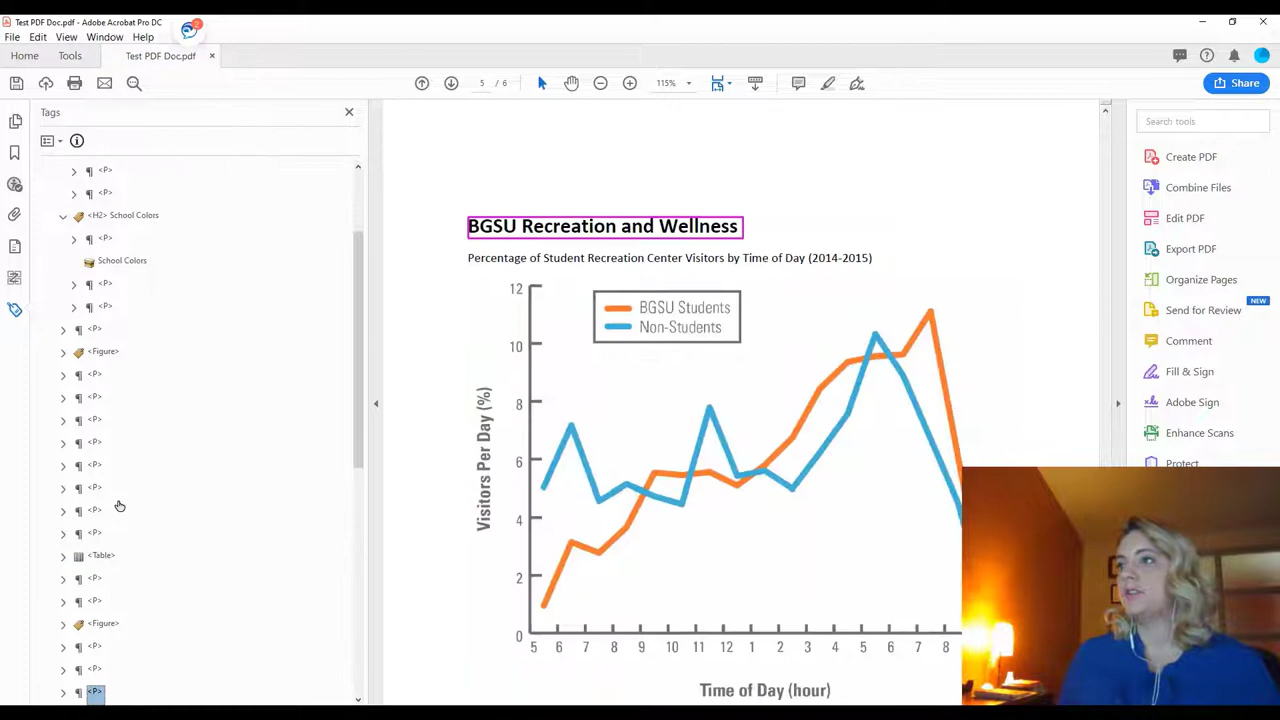 Test PDF Doc.pdf - Adobe Acrobat Pro DC
2
File Edit View Window Help
Home Tools Test PDF Doc.pdf ×
5 / 6 115% Share
Tags
<P>
<P>
<H2> School Colors
<P>
School Colors
<P>
<P>
<P>
<Figure>
<P>
<P>
<P>
<P>
<P>
<P>
<P>
<P>
<Table>
<P>
<P>
<Figure>
<P>
<P>
<P>
BGSU Recreation and Wellness
Percentage of Student Recreation Center Visitors by Time of Day (2014-2015)
BGSU Students
Non-Students
12
10
8
6
4
2
0
Visitors Per Day (%)
5 6 7 8 9 10 11 12 1 2 3 4 5 6 7 8
Time of Day (hour)
Search tools
Create PDF
Combine Files
Edit PDF
Export PDF
Organize Pages
NEW
Send for Review
Comment
Fill & Sign
Adobe Sign
Enhance Scans
Protect